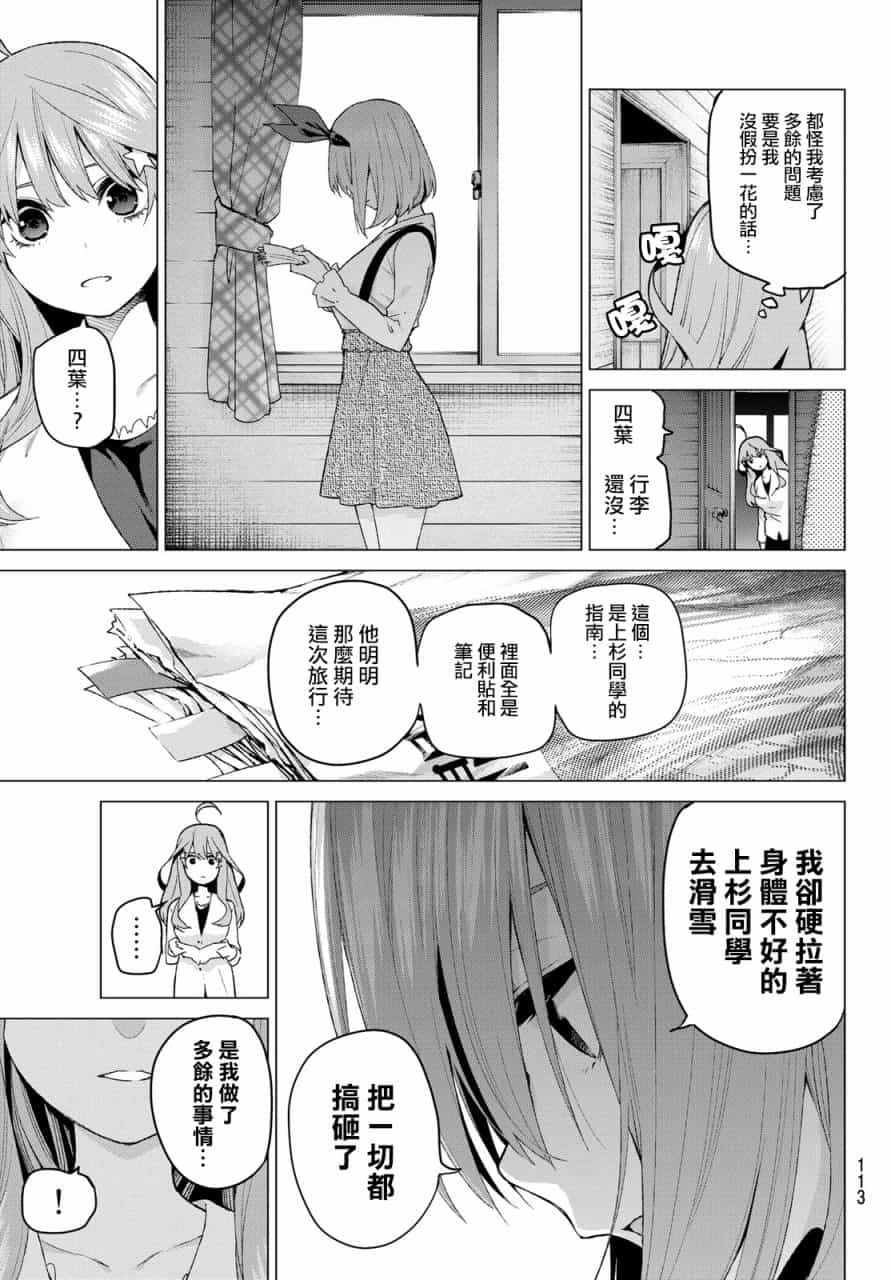 都怪我考慮了
多餘的問題
要是我
沒假扮一花的話…
嘎
嘎
四葉
行李
還沒…
四葉…?
這個…
是上杉同學的
指南…
裡面全是
便利貼和
筆記
他明明
那麼期待
這次旅行…
我卻硬拉著
身體不好的
上杉同學
去滑雪
把一切都
搞砸了
……
是我做了
多餘的事情…
!
113